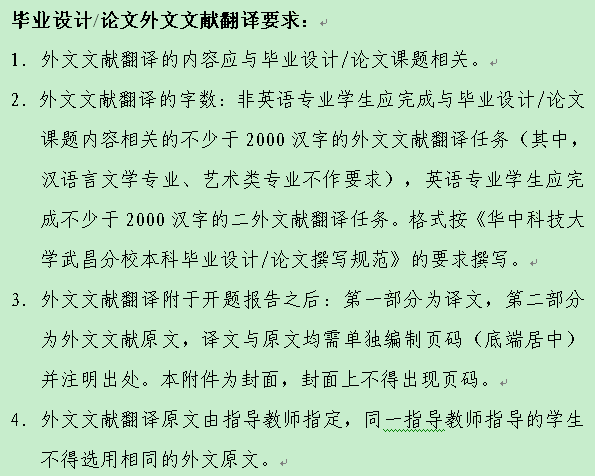 毕业设计/论文外文文献翻译要求：
1. 外文文献翻译的内容应与毕业设计/论文课题相关。
2. 外文文献翻译的字数：非英语专业学生应完成与毕业设计/论文
课题内容相关的不少于2000汉字的外文文献翻译任务（其中，
汉语言文学专业、艺术类专业不作要求），英语专业学生应完
成不少于2000汉字的二外文献翻译任务。格式按《华中科技大
学武昌分校本科毕业设计/论文撰写规范》的要求撰写。
3. 外文文献翻译附于开题报告之后：第一部分为译文，第二部分
为外文文献原文，译文与原文均需单独编制页码（底端居中）
并注明出处。本附件为封面，封面上不得出现页码。
4. 外文文献翻译原文由指导教师指定，同一指导教师指导的学生
不得选用相同的外文原文。